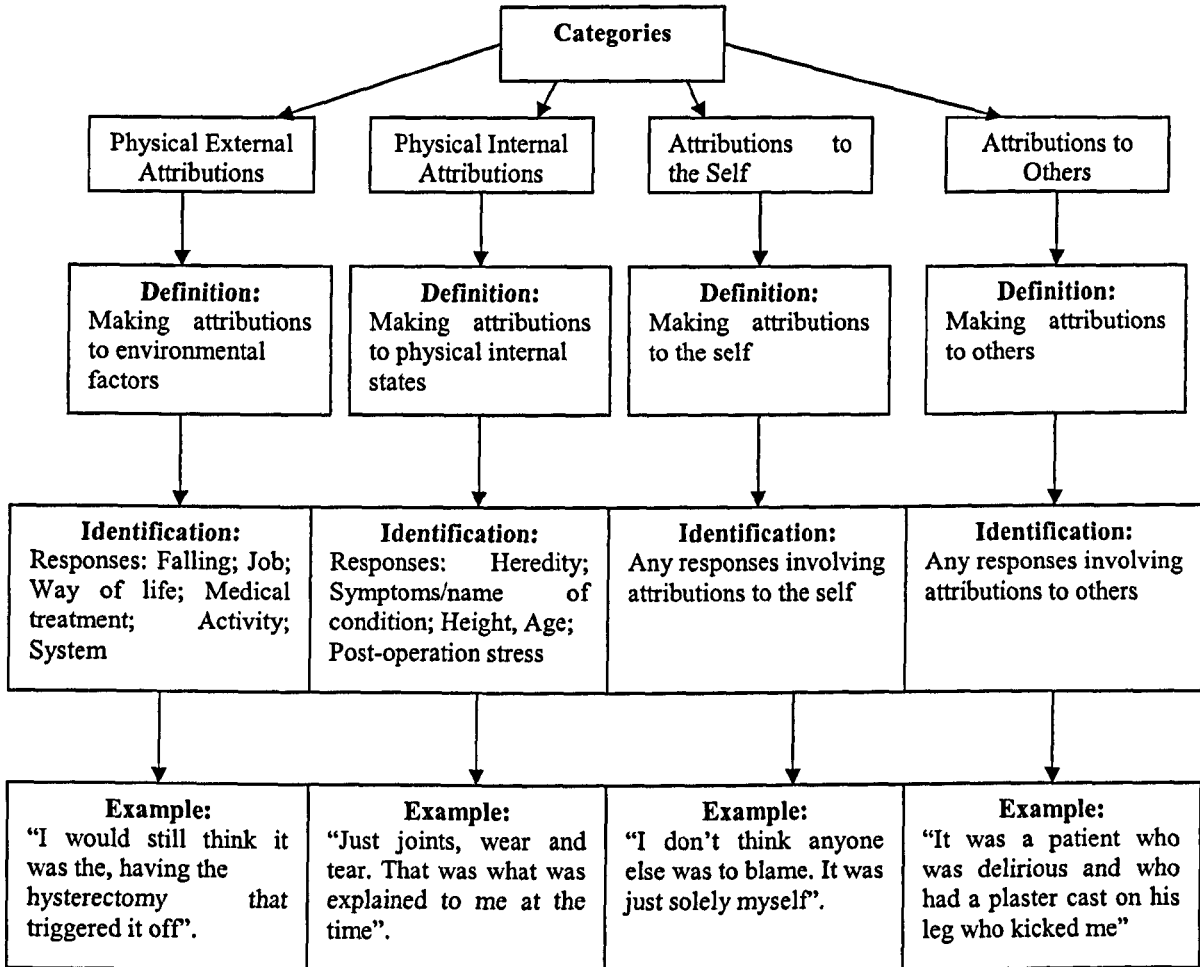 Categories
Physical External
Attributions
Physical Internal
Attributions
Attributions to
the Self
Attributions to
Others
Definition:
Making attributions
to environmental
factors
Definition:
Making attributions
to physical internal
states
Definition:
Making attributions
to the self
Definition:
Making attributions
to others
Identification:
Responses: Falling; Job;
Way of life; Medical
treatment; Activity;
System
Identification:
Responses: Heredity;
Symptoms/name of
condition; Height, Age;
Post-operation stress
Identification:
Any responses involving
attributions to the self
Identification:
Any responses involving
attributions to others
Example:
“I would still think it
was the, having the
hysterectomy that
triggered it off”.
Example:
“Just joints, wear and
tear. That was what was
explained to me at the
time”.
Example:
“I don't think anyone
else was to blame. It was
just solely myself”.
Example:
“It was a patient who
was delirious and who
had a plaster cast on his
leg who kicked me”